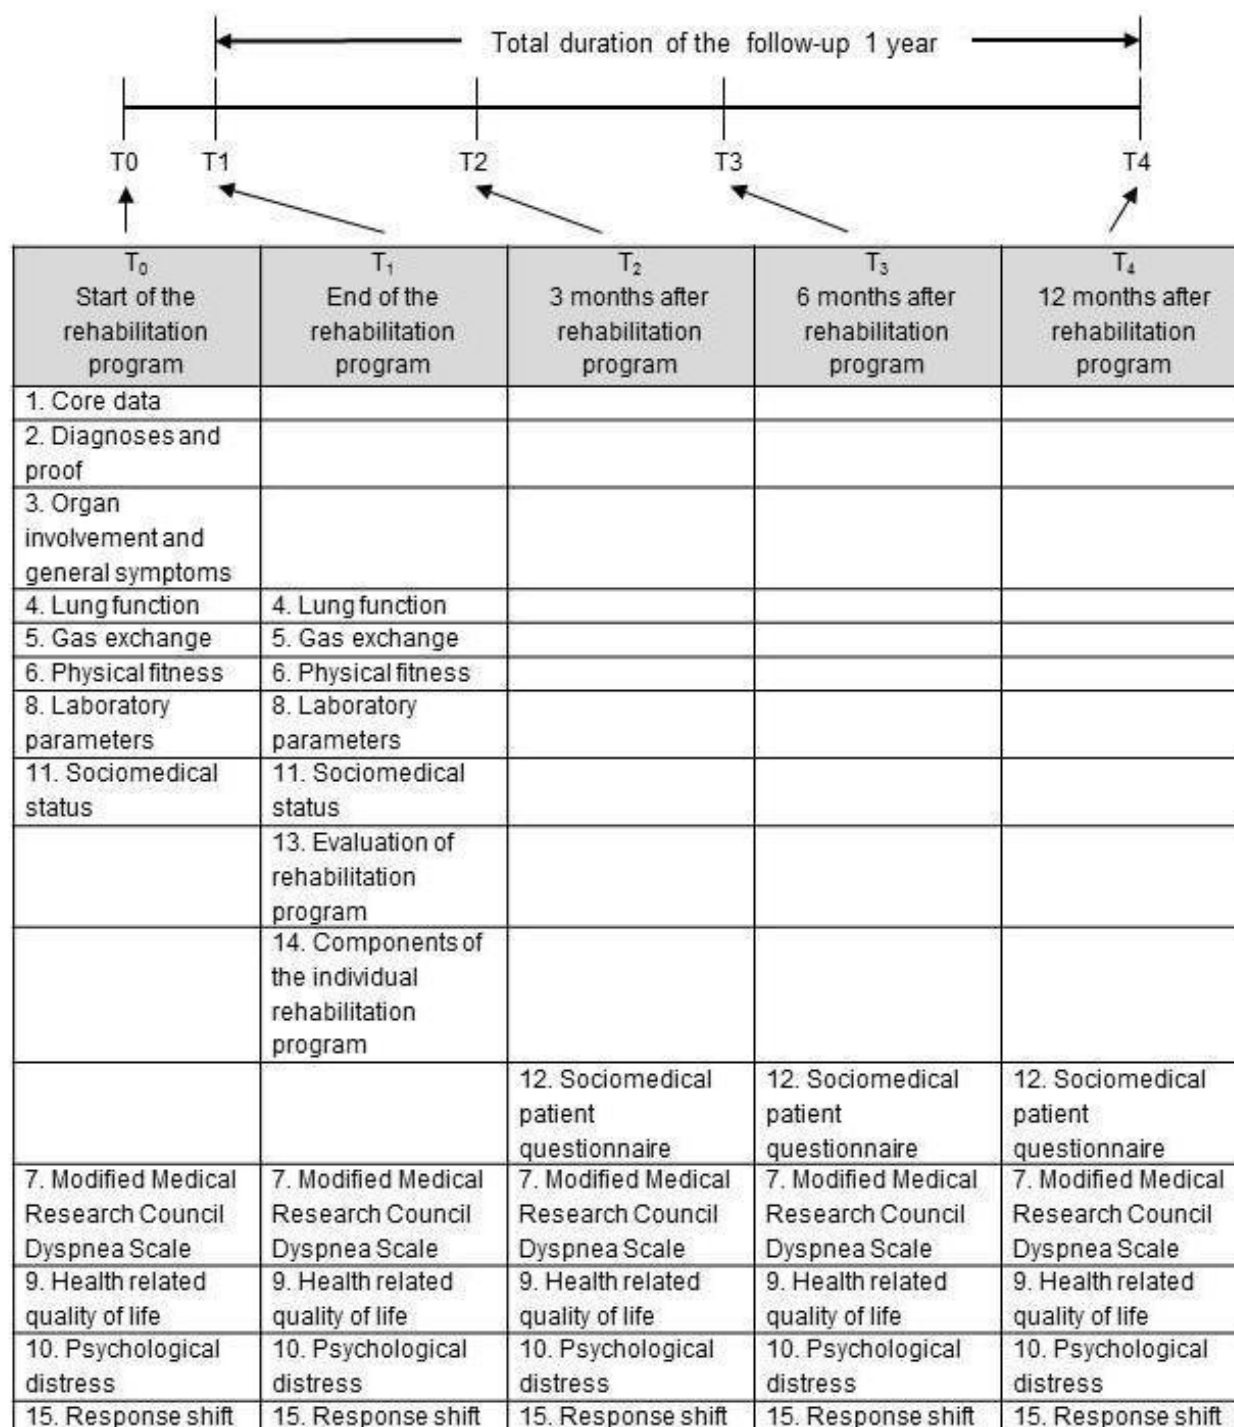 Total duration of the follow-up 1 year
T0 T1 T2 T3 T4
T₀ T₁ T₂ T₃ T₄
Start of the End of the 3 months after 6 months after 12 months after
rehabilitation rehabilitation rehabilitation rehabilitation rehabilitation
program program program program program
1. Core data
2. Diagnoses and
proof
3. Organ
involvement and
general symptoms
4. Lung function 4. Lung function
5. Gas exchange 5. Gas exchange
6. Physical fitness 6. Physical fitness
8. Laboratory 8. Laboratory
parameters parameters
11. Sociomedical 11. Sociomedical
status status
13. Evaluation of
rehabilitation
program
14. Components of
the individual
rehabilitation
program
12. Sociomedical 12. Sociomedical 12. Sociomedical
patient patient patient
questionnaire questionnaire questionnaire
7. Modified Medical 7. Modified Medical 7. Modified Medical 7. Modified Medical 7. Modified Medical
Research Council Research Council Research Council Research Council Research Council
Dyspnea Scale Dyspnea Scale Dyspnea Scale Dyspnea Scale Dyspnea Scale
9. Health related 9. Health related 9. Health related 9. Health related 9. Health related
quality of life quality of life quality of life quality of life quality of life
10. Psychological 10. Psychological 10. Psychological 10. Psychological 10. Psychological
distress distress distress distress distress
15. Response shift 15. Response shift 15. Response shift 15. Response shift 15. Response shift